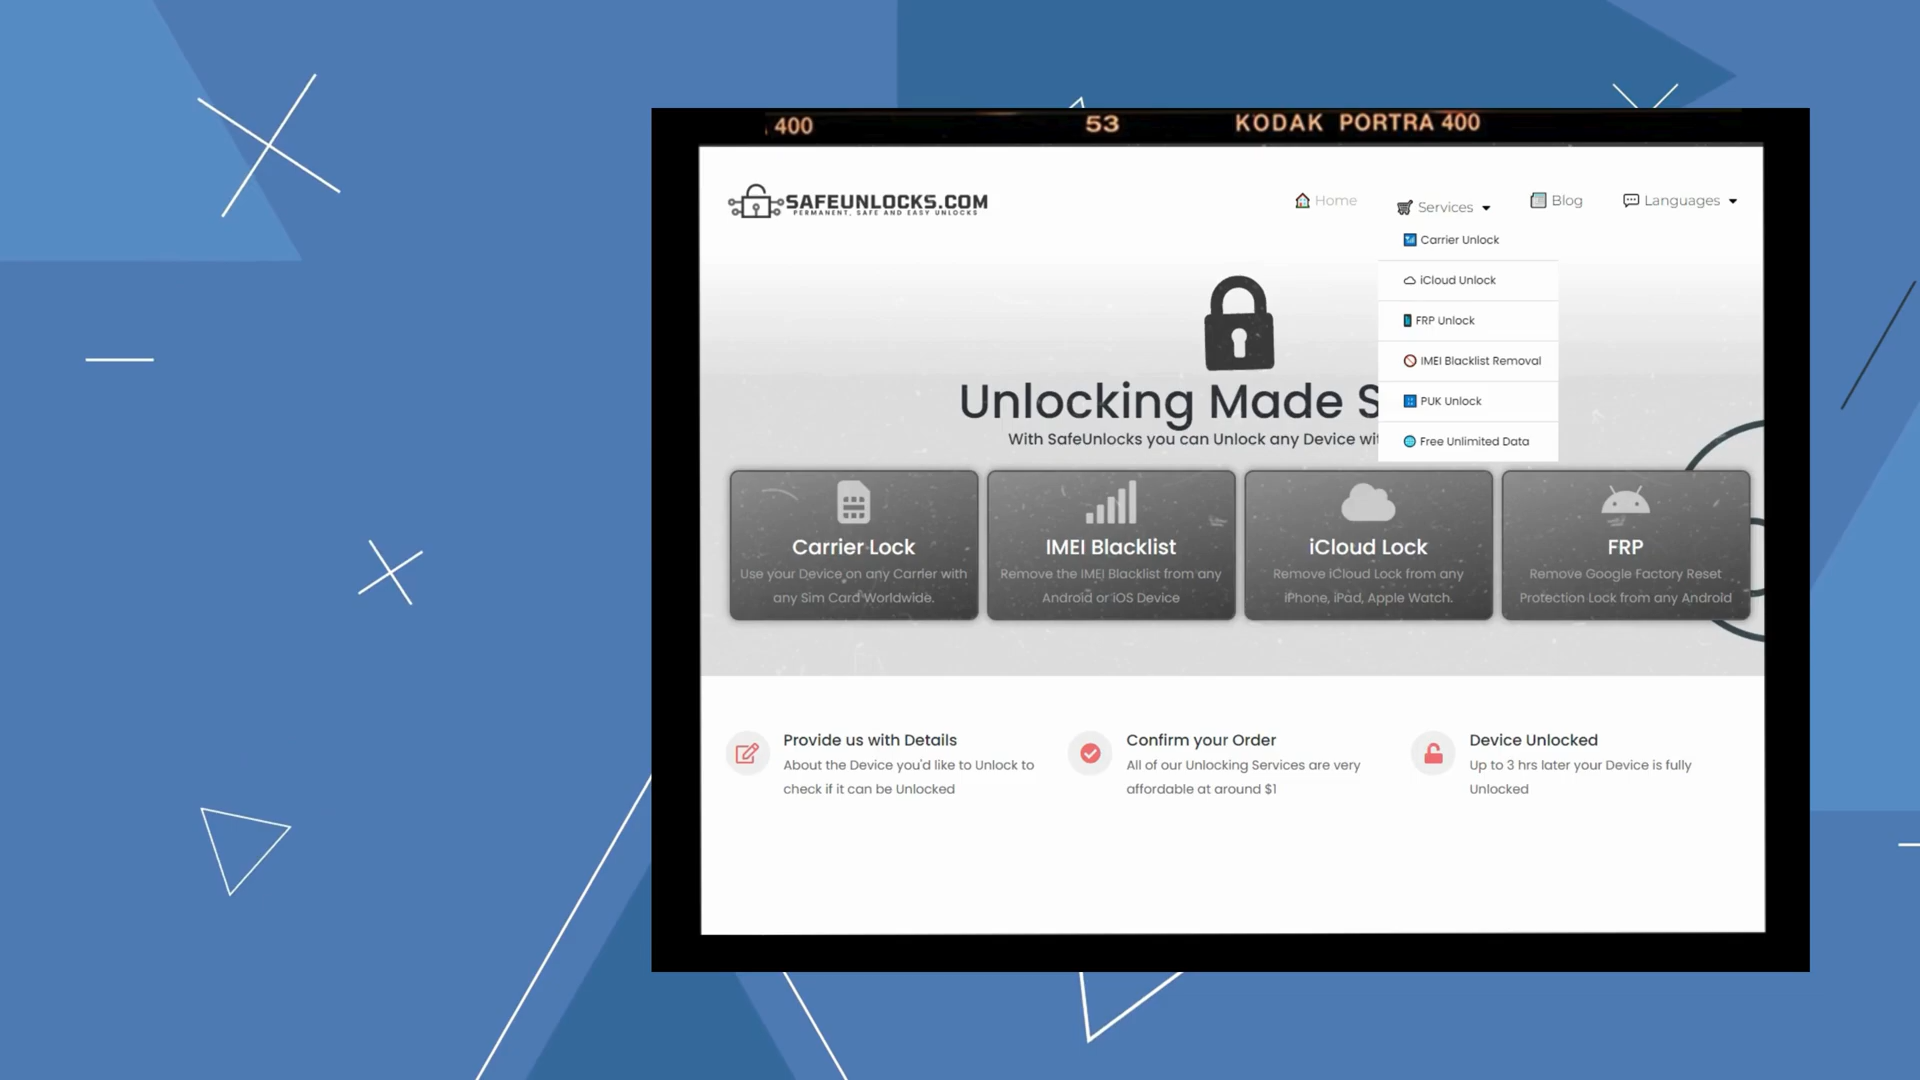 400
53
KODAK PORTRA 400
SAFEUNLOCKS.COM
PERMANENT, SAFE AND EASY UNLOCKS
Home
Services
Blog
Languages
Carrier Unlock
iCloud Unlock
FRP Unlock
IMEI Blacklist Removal
PUK Unlock
Free Unlimited Data
Unlocking Made S
With SafeUnlocks you can Unlock any Device wit
Carrier Lock
Use your Device on any Carrier with
any Sim Card Worldwide.
IMEI Blacklist
Remove the IMEI Blacklist from any
Android or iOS Device
iCloud Lock
Remove iCloud Lock from any
iPhone, iPad, Apple Watch.
FRP
Remove Google Factory Reset
Protection Lock from any Android
Provide us with Details
About the Device you'd like to Unlock to
check if it can be Unlocked
Confirm your Order
All of our Unlocking Services are very
affordable at around $1
Device Unlocked
Up to 3 hrs later your Device is fully
Unlocked